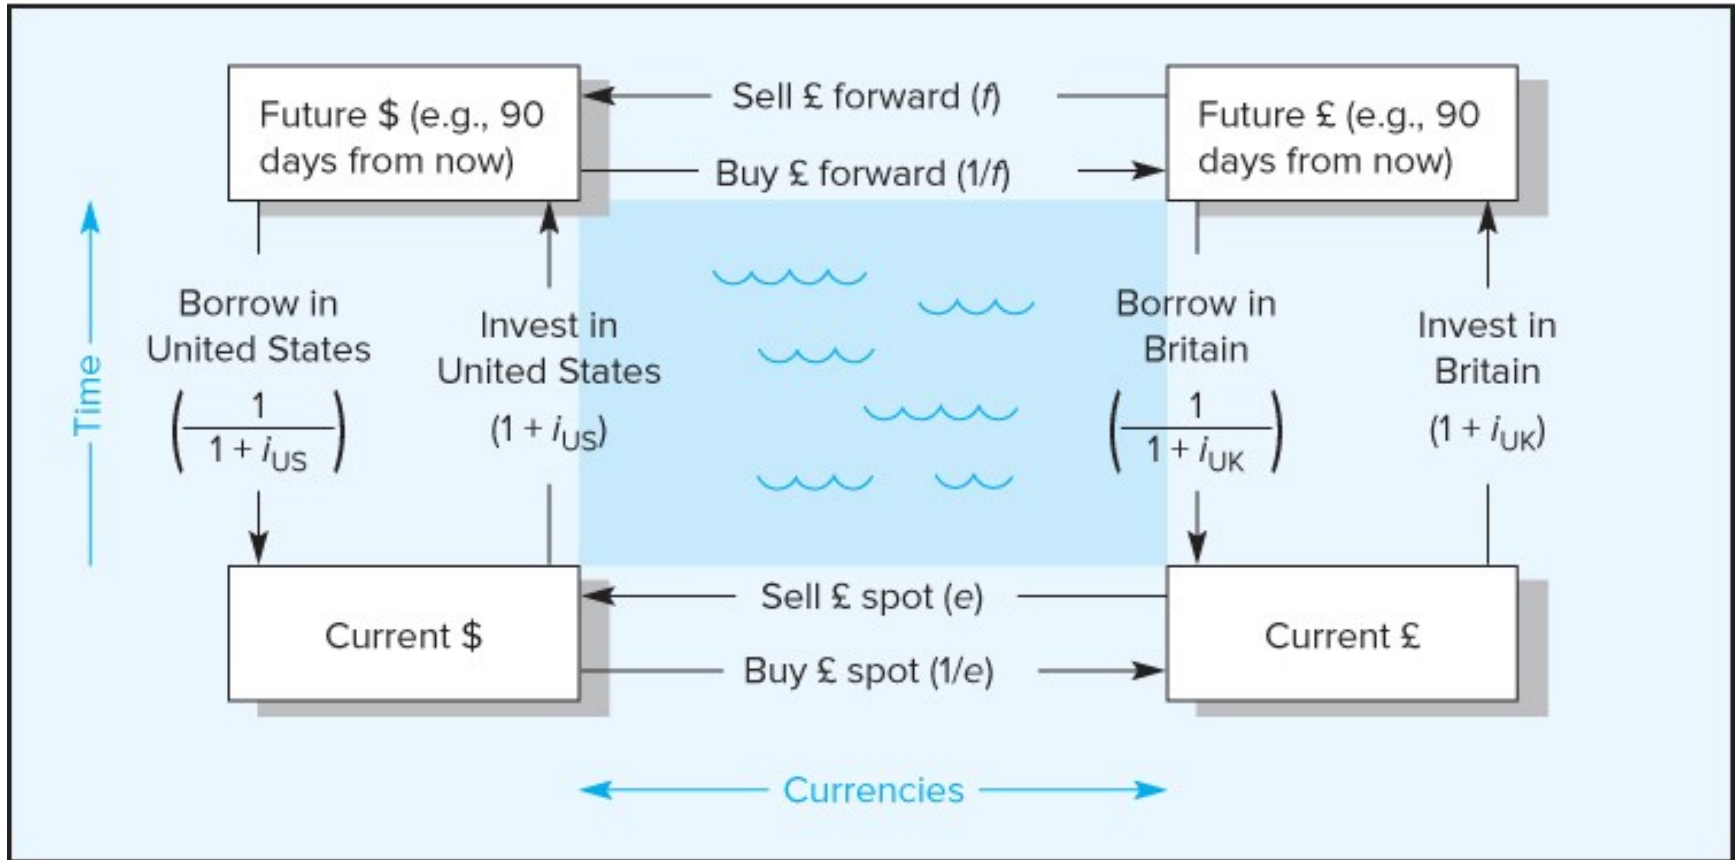 Future $ (e.g., 90
days from now)
Sell £ forward (f)
Buy £ forward (1/f)
Future £ (e.g., 90
days from now)
Time
Borrow in
United States
(1 / 1 + iUS)
Invest in
United States
(1 + iUS)
Borrow in
Britain
(1 / 1 + iUK)
Invest in
Britain
(1 + iUK)
Current $
Sell £ spot (e)
Buy £ spot (1/e)
Current £
Currencies